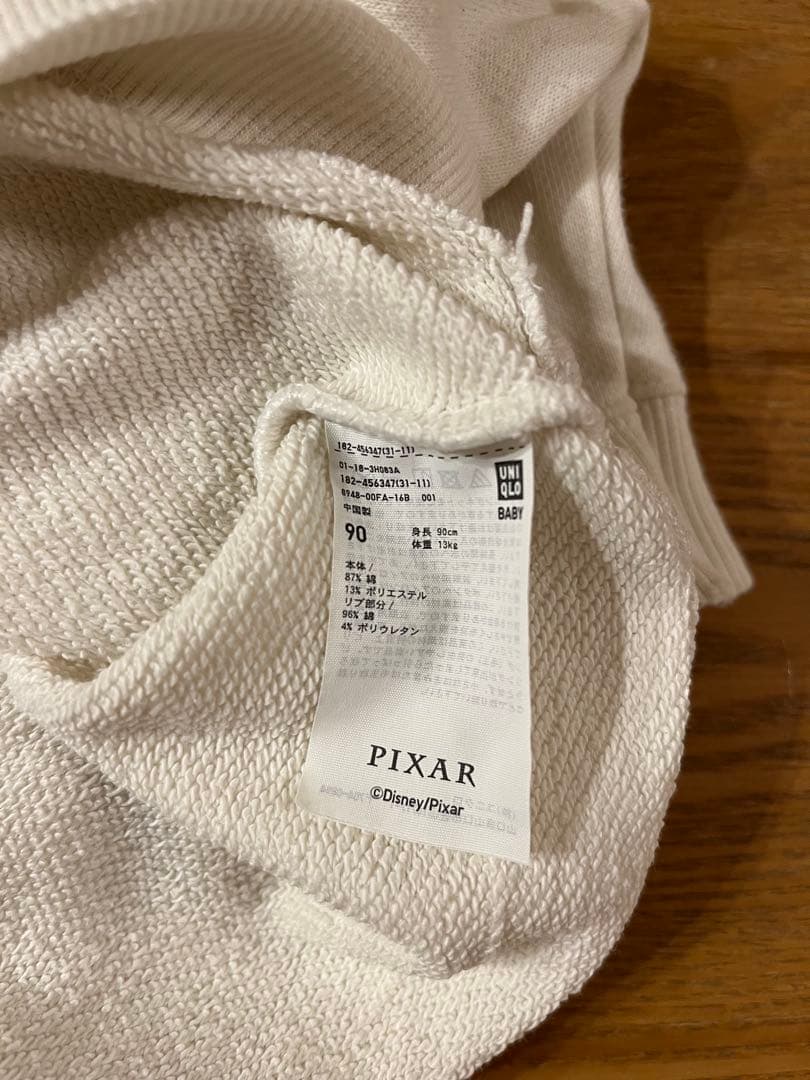 182-456347(31-11)
01-18-3H083A
182-456347(31-11)
8948-00FA-16B 001
中国製
UNI
QLO
BABY
90
身長 90cm
体重 13kg
本体/
87% 綿
13% ポリエステル
リブ部分/
96% 綿
4% ポリウレタン
PIXAR
©Disney/Pixar